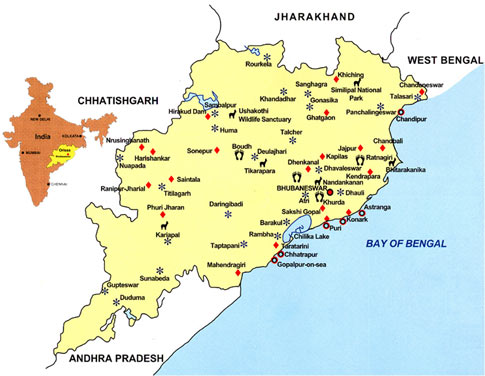 JHARAKHAND
WEST BENGAL
CHHATISHGARH
Rourkela
Khiching
Sanghagra
Similipal National
Park
Chandaneswar
Talasari
Khandadhar
Gonasika
Panchalingeswar
Chandipur
Sambalpur
Ushakothi
Wildlife Sanctuary
Hirakud Dam
Ghatgaon
Huma
Talcher
Nrusinghanath
Nuapada
Harishankar
Sonepur
Boudh
Deulajhari
Tikarapara
Jajpur
Chandbali
Kapilas
Ratnagiri
Dhenkanal
Dhavaleswar
Bhitarakanika
Kendrapara
Nandankanan
Ranipur-Jharial
Saintala
Titlagarh
BHUBANESWAR
Atri
Dhauli
Khurda
Phuri Jharan
Daringibadi
Sakshi Gopal
Astranga
Konark
Puri
Karlapat
Barakul
Rambha
Chilika Lake
Taptapani
Taratarini
Chhatrapur
Gopalpur-on-sea
Mahendragiri
BAY OF BENGAL
Sunabeda
Gupteswar
Duduma
ANDHRA PRADESH
NEW DELHI
India
KOLKATA
Orissa
MUMBAI
CHENNAI